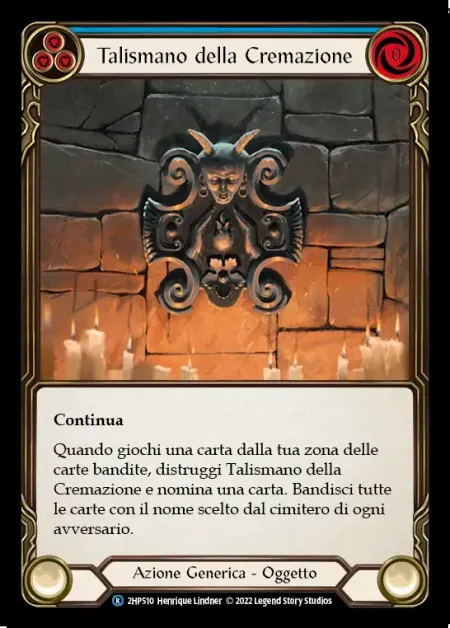 Talismano della Cremazione
0
Continua
Quando giochi una carta dalla tua zona delle
carte bandite, distruggi Talismano della
Cremazione e nomina una carta. Bandisci tutte
le carte con il nome scelto dal cimitero di ogni
avversario.
Azione Generica - Oggetto
R 2HP510 Henrique Lindner © 2022 Legend Story Studios